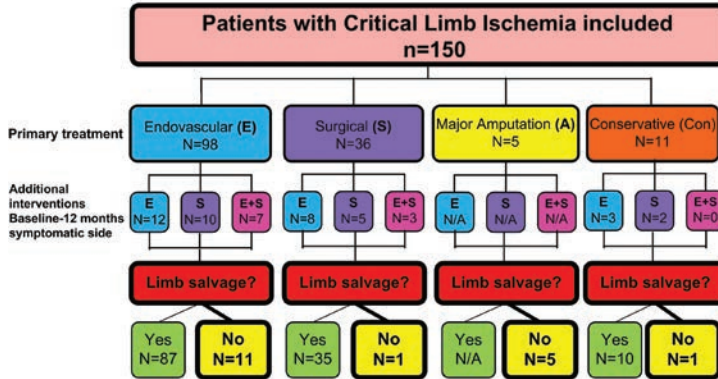 Patients with Critical Limb Ischemia included
n=150
Primary treatment
Endovascular (E)
N=98
Surgical (S)
N=36
Major Amputation (A)
N=5
Conservative (Con)
N=11
Additional
interventions
Baseline-12 months
symptomatic side
E
N=12
S
N=10
E+S
N=7
E
N=8
S
N=5
E+S
N=3
E
N/A
S
N/A
E+S
N/A
E
N=3
S
N=2
E+S
N=0
Limb salvage?
Limb salvage?
Limb salvage?
Limb salvage?
Yes
N=87
No
N=11
Yes
N=35
No
N=1
Yes
N/A
No
N=5
Yes
N=10
No
N=1